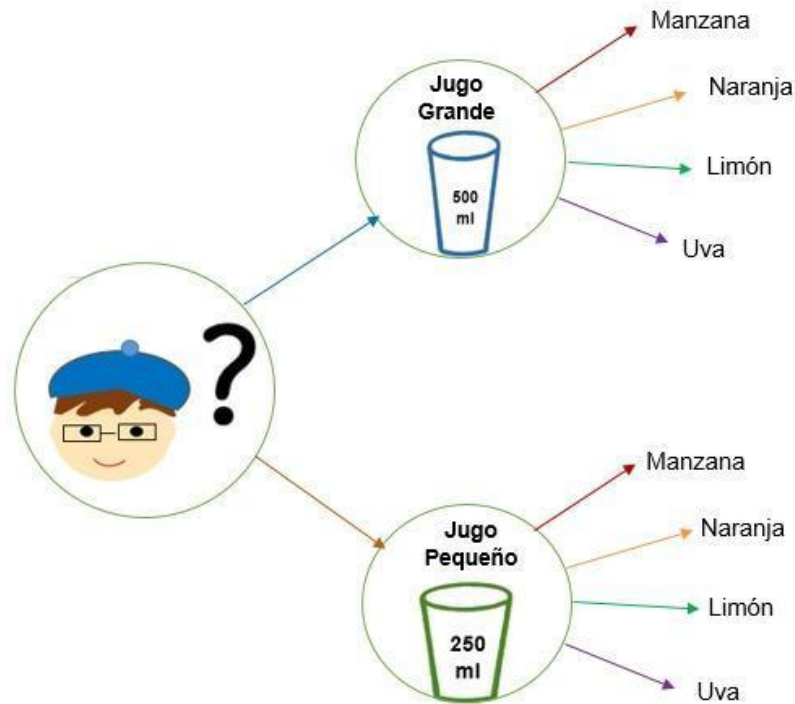 Jugo
Grande
500
ml
Manzana
Naranja
Limón
Uva
?
Jugo
Pequeño
250
ml
Manzana
Naranja
Limón
Uva